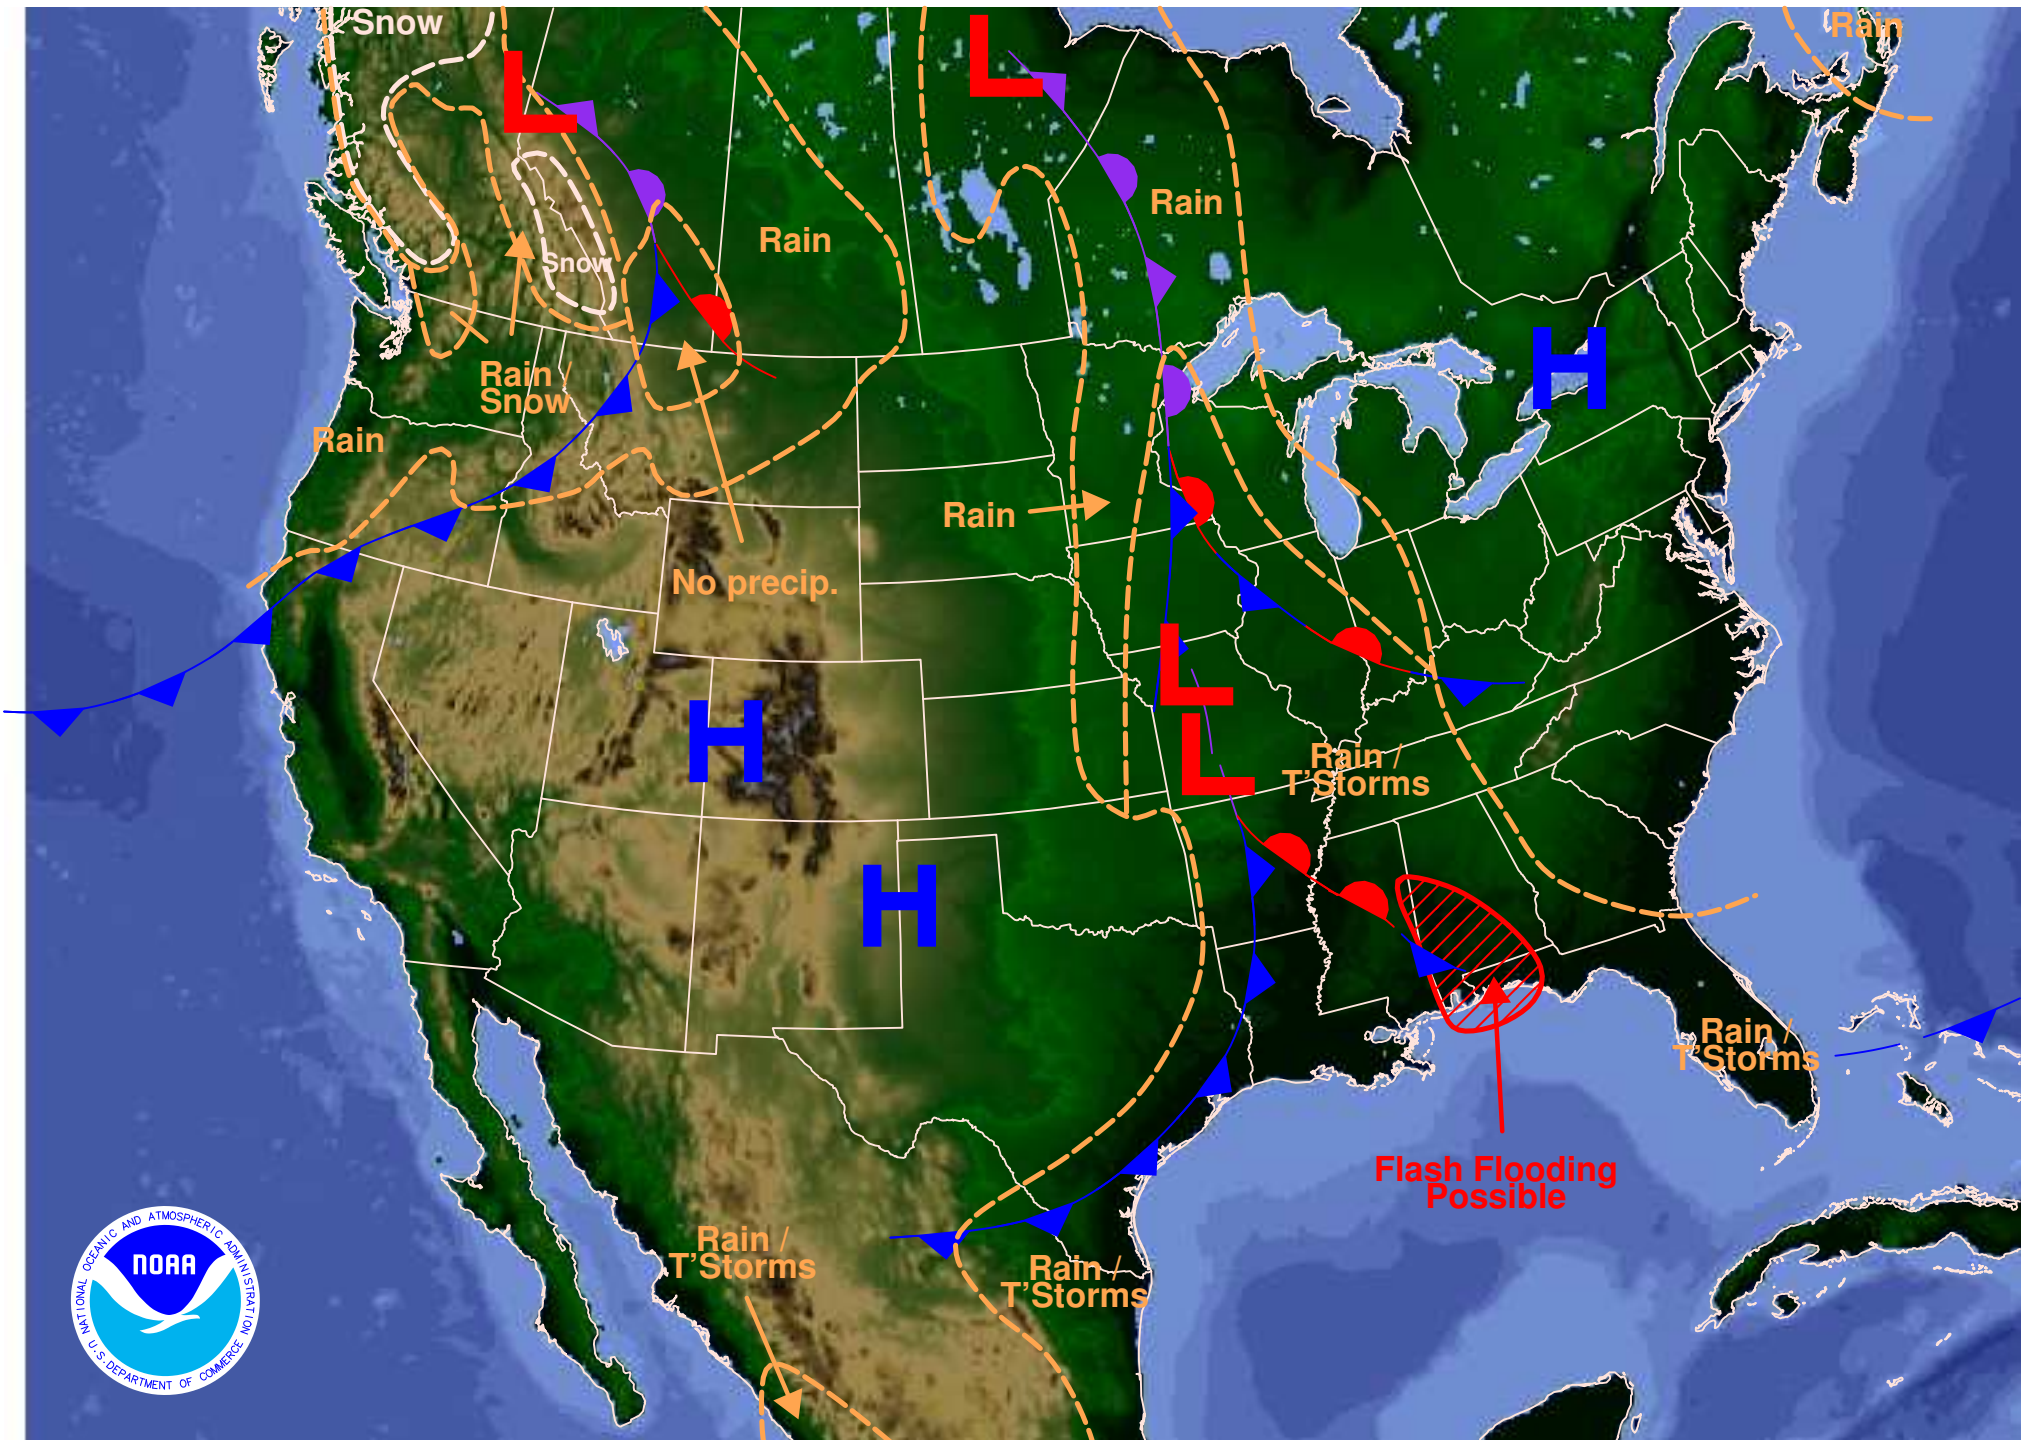 Snow
L
L
Rain
Rain
Rain
Snow
Rain /
Snow
H
Rain
Rain
No precip.
L
H
L
Rain /
T'Storms
H
Rain /
T'Storms
Flash Flooding
Possible
Rain /
T'Storms
Rain /
T'Storms
NATIONAL OCEANIC AND ATMOSPHERIC ADMINISTRATION
NOAA
U.S. DEPARTMENT OF COMMERCE